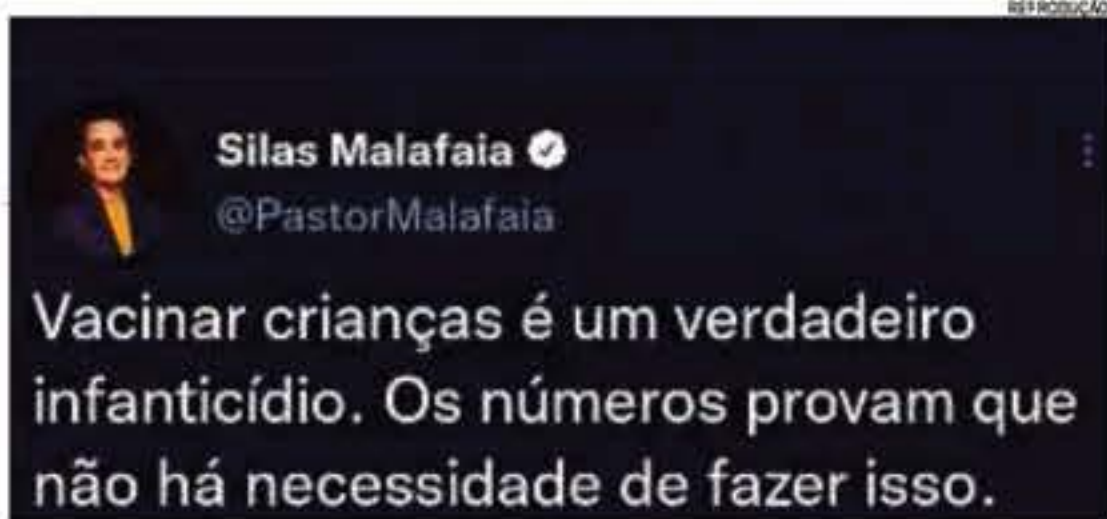 REPRODUÇÃO
Silas Malafaia
@PastorMalafaia
Vacinar crianças é um verdadeiro
infanticídio. Os números provam que
não há necessidade de fazer isso.